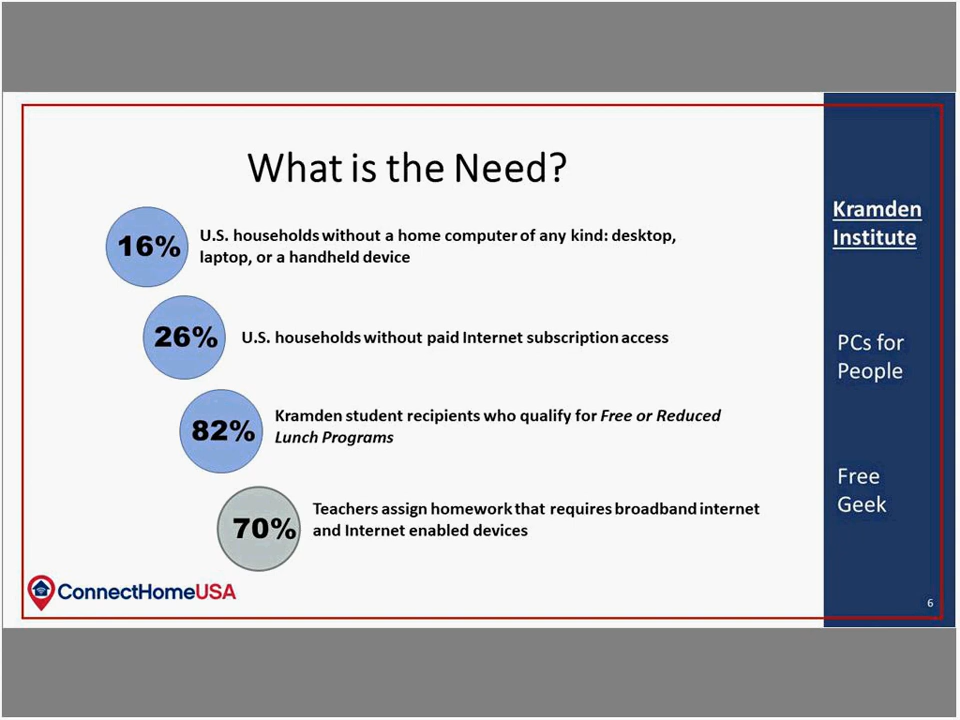 What is the Need?
16%
U.S. households without a home computer of any kind: desktop,
laptop, or a handheld device
26%
U.S. households without paid Internet subscription access
82%
Kramden student recipients who qualify for Free or Reduced
Lunch Programs
70%
Teachers assign homework that requires broadband internet
and Internet enabled devices
ConnectHomeUSA
Kramden
Institute
PCs for
People
Free
Geek
6